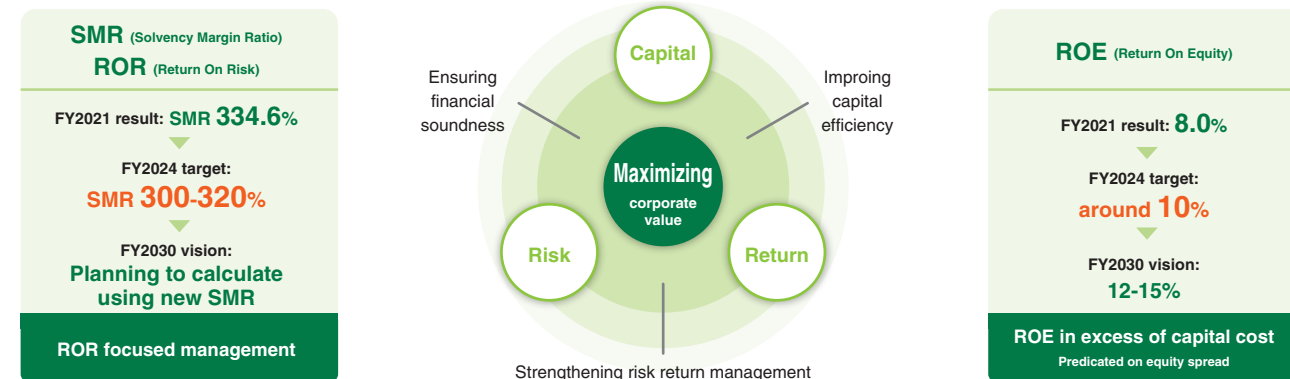 SMR (Solvency Margin Ratio)
ROR (Return On Risk)
FY2021 result: SMR 334.6%
FY2024 target:
SMR 300-320%
FY2030 vision:
Planning to calculate
using new SMR
ROR focused management
Capital
Ensuring
financial
soundness
Improing
capital
efficiency
Maximizing
corporate
value
Risk
Return
Strengthening risk return management
ROE (Return On Equity)
FY2021 result: 8.0%
FY2024 target:
around 10%
FY2030 vision:
12-15%
ROE in excess of capital cost
Predicated on equity spread